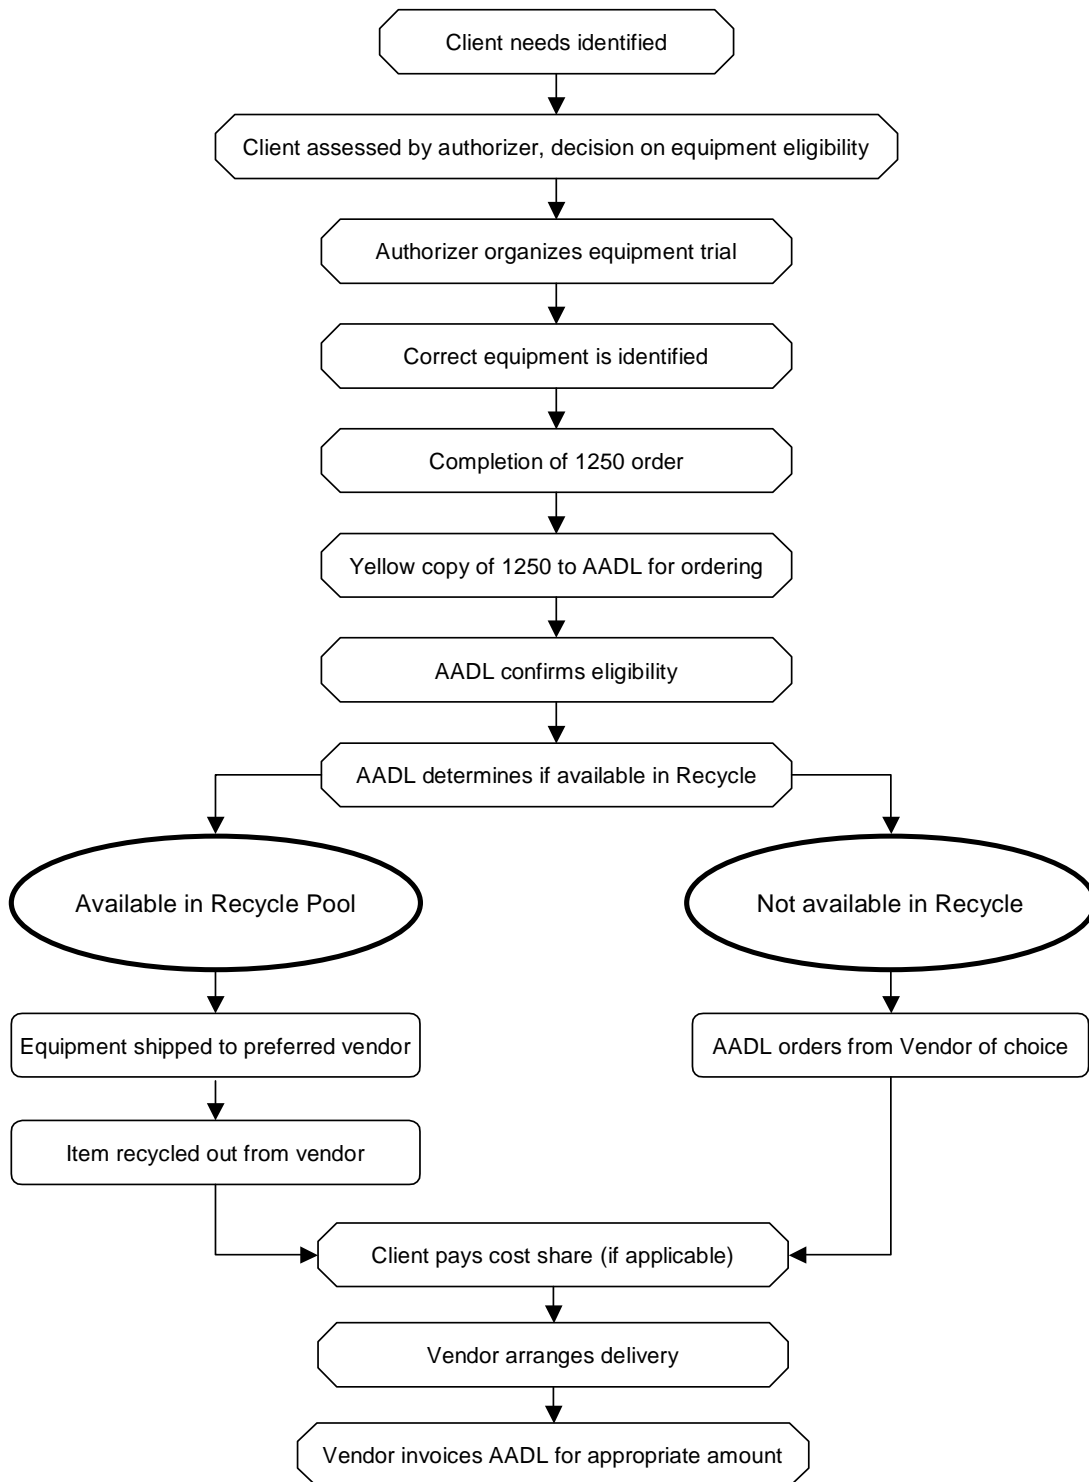 Client needs identified
Client assessed by authorizer, decision on equipment eligibility
Authorizer organizes equipment trial
Correct equipment is identified
Completion of 1250 order
Yellow copy of 1250 to AADL for ordering
AADL confirms eligibility
AADL determines if available in Recycle
Available in Recycle Pool
Not available in Recycle
Equipment shipped to preferred vendor
AADL orders from Vendor of choice
Item recycled out from vendor
Client pays cost share (if applicable)
Vendor arranges delivery
Vendor invoices AADL for appropriate amount